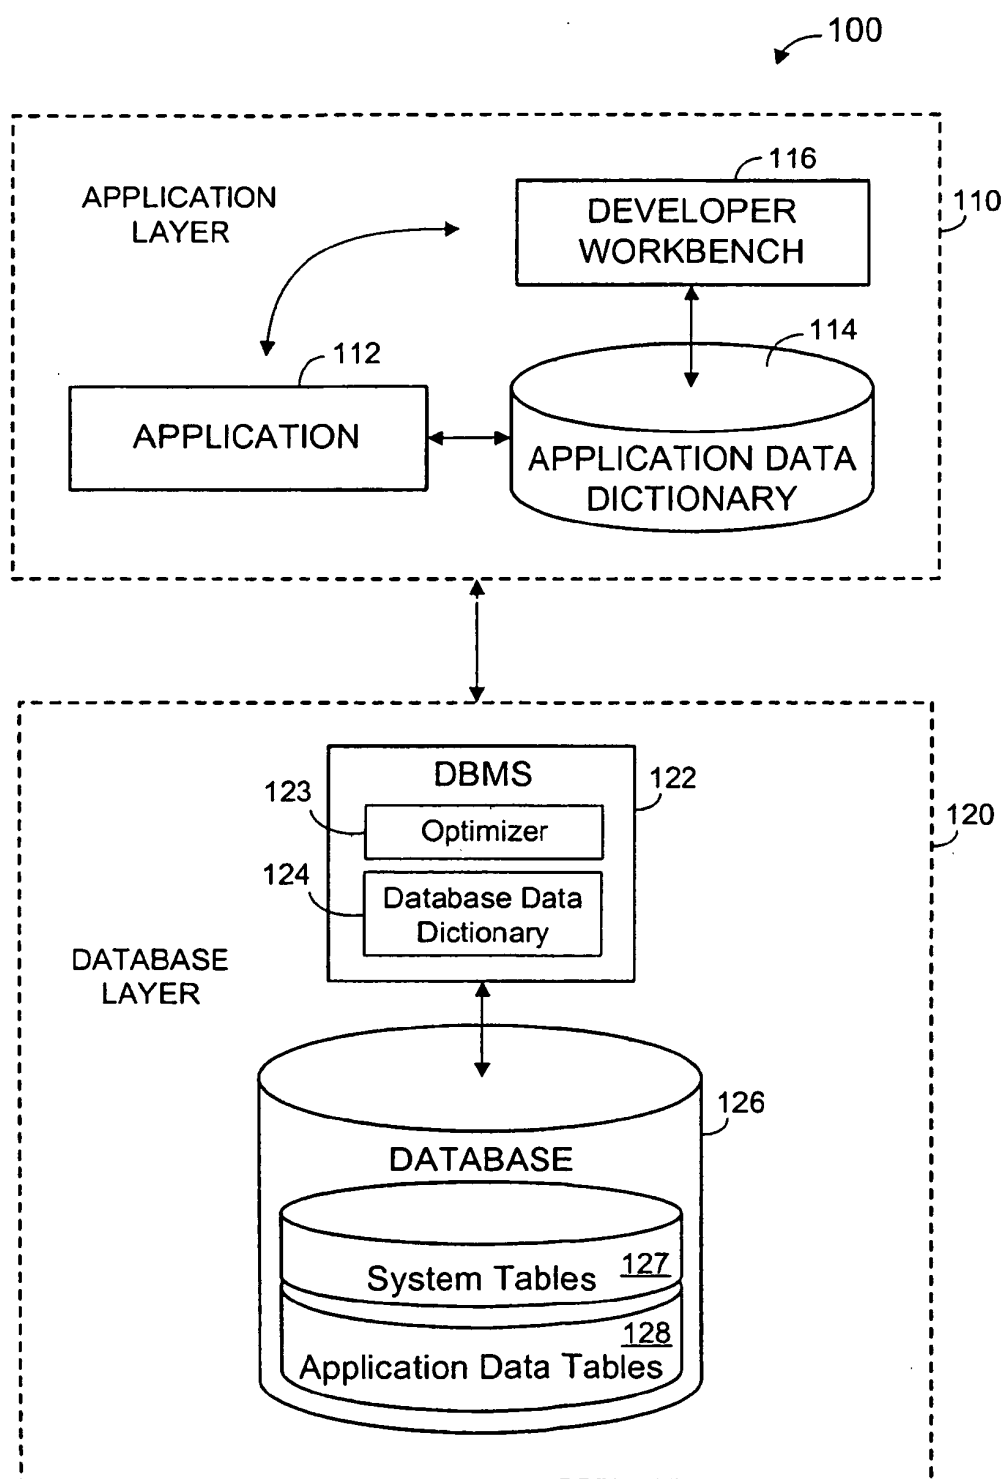 100
116
APPLICATION
LAYER
DEVELOPER
WORKBENCH
110
114
112
APPLICATION
APPLICATION DATA
DICTIONARY
DBMS
122
123
Optimizer
120
124
Database Data
Dictionary
DATABASE
LAYER
126
DATABASE
System Tables 127
128
Application Data Tables